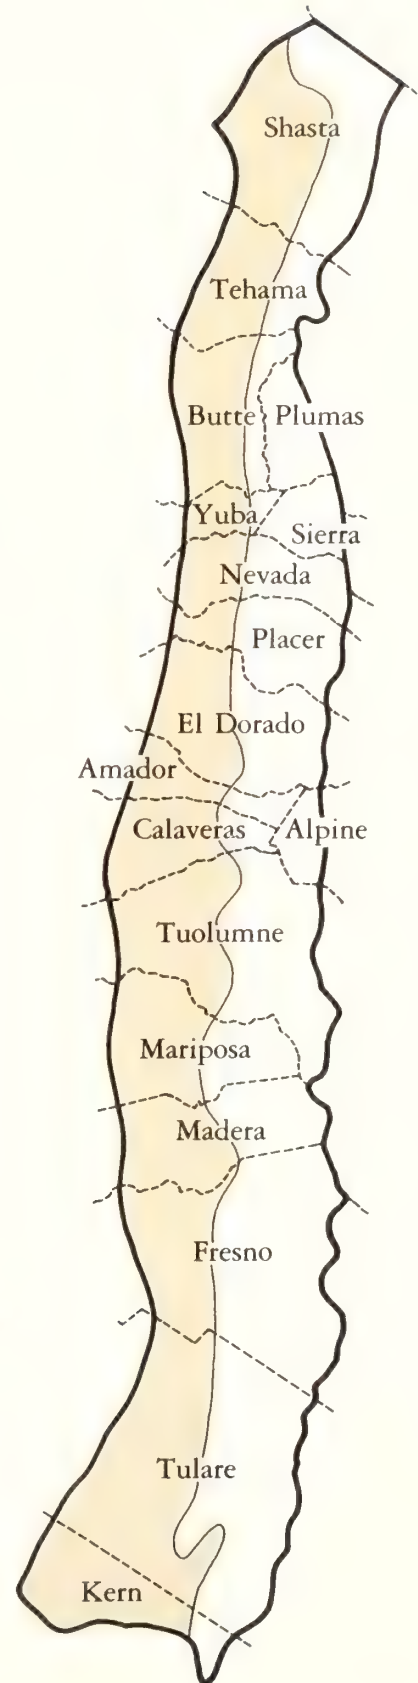 Shasta
Tehama
Butte Plumas
Yuba
Sierra
Nevada
Placer
El Dorado
Amador
Calaveras Alpine
Tuolumne
Mariposa
Madera
Fresno
Tulare
Kern